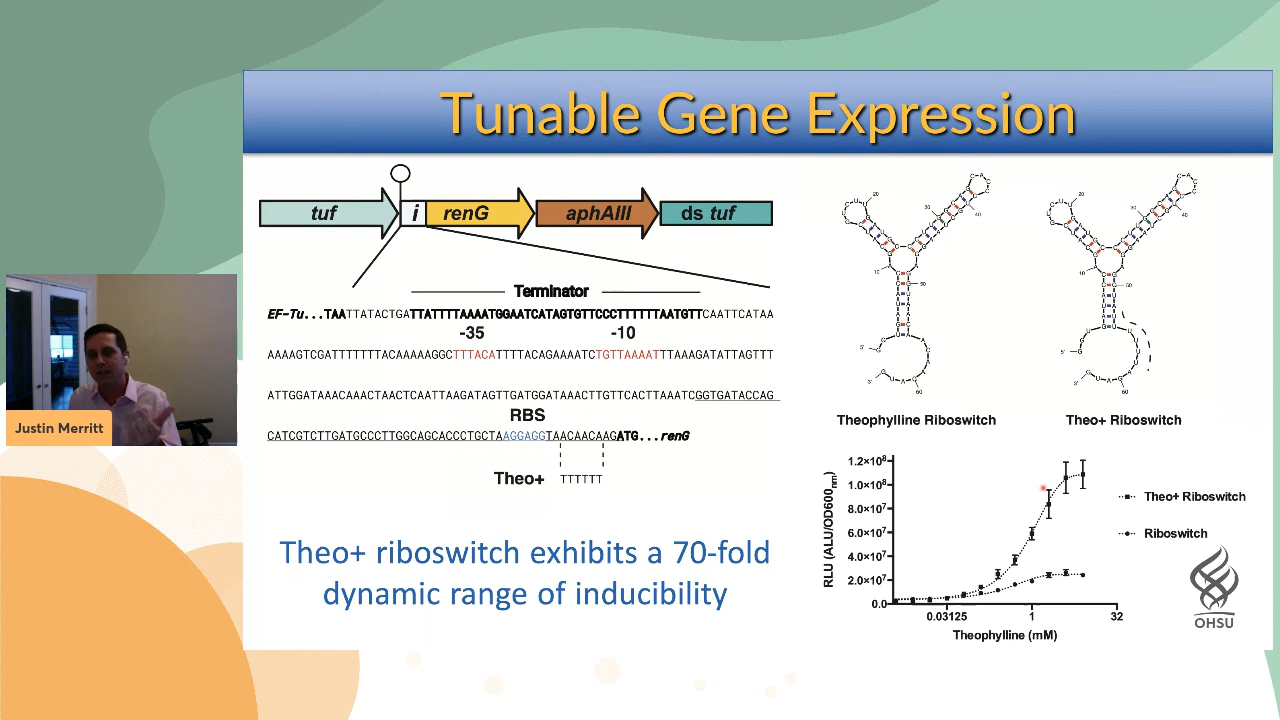 Tunable Gene Expression
tuf
i
renG
aphAIII
ds tuf
Terminator
EF-Tu...TAATTATACTGATTATTTTAAAATGGAATCATAGTGTTCCCTTTTTTAATGTTCAATTCATAA
-35
-10
AAAAGTCGATTTTTTTACAAAAAGGCTTTACATTTTACAGAAAATCTGTTAAAATTTAAAGATATTAGTTT
ATTGGATAAACAAACTAACTCAATTAAGATAGTTGATGGATAAACTTGTTCACTTAAATCGGTGATACCAG
RBS
CATCGTCTTGATGCCCTTGGCAGCACCCTGCTAAGGAGGTAACAACAAGATG...renG
Theo+
TTTTTT
Theo+ riboswitch exhibits a 70-fold
dynamic range of inducibility
Theophylline Riboswitch
Theo+ Riboswitch
1.2×10⁸
1.0×10⁸
8.0×10⁷
6.0×10⁷
4.0×10⁷
2.0×10⁷
0.0
RLU (ALU/OD600nm)
0.03125
1
32
Theophylline (mM)
Theo+ Riboswitch
Riboswitch
OHSU
Justin Merritt